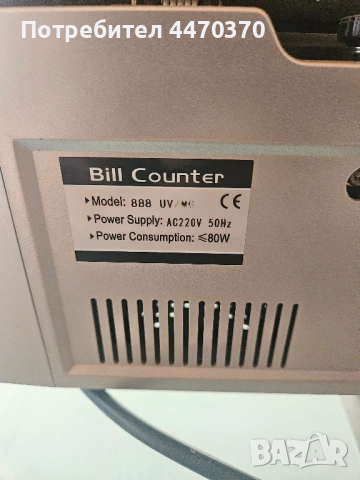 Потребител 4470370
Bill Counter
▸Model: 888 UV/MG CE
▸Power Supply: AC220V 50Hz
▸Power Consumption: ≤80W
BAZAR